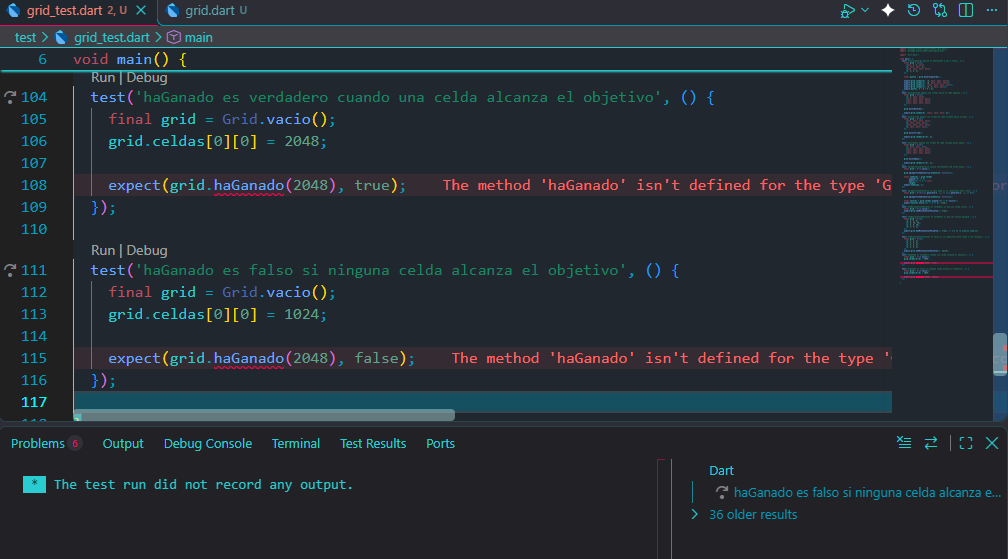 grid_test.dart 2, U
grid.dart U
test > grid_test.dart > main
6 void main() {
Run | Debug
104 test('haGanado es verdadero cuando una celda alcanza el objetivo', () {
105 final grid = Grid.vacio();
106 grid.celdas[0][0] = 2048;
107
108 expect(grid.haGanado(2048), true); The method 'haGanado' isn't defined for the type 'G
109 });
110
Run | Debug
111 test('haGanado es falso si ninguna celda alcanza el objetivo', () {
112 final grid = Grid.vacio();
113 grid.celdas[0][0] = 1024;
114
115 expect(grid.haGanado(2048), false); The method 'haGanado' isn't defined for the type '
116 });
117
Problems 6 Output Debug Console Terminal Test Results Ports
* The test run did not record any output.
Dart
haGanado es falso si ninguna celda alcanza e...
36 older results